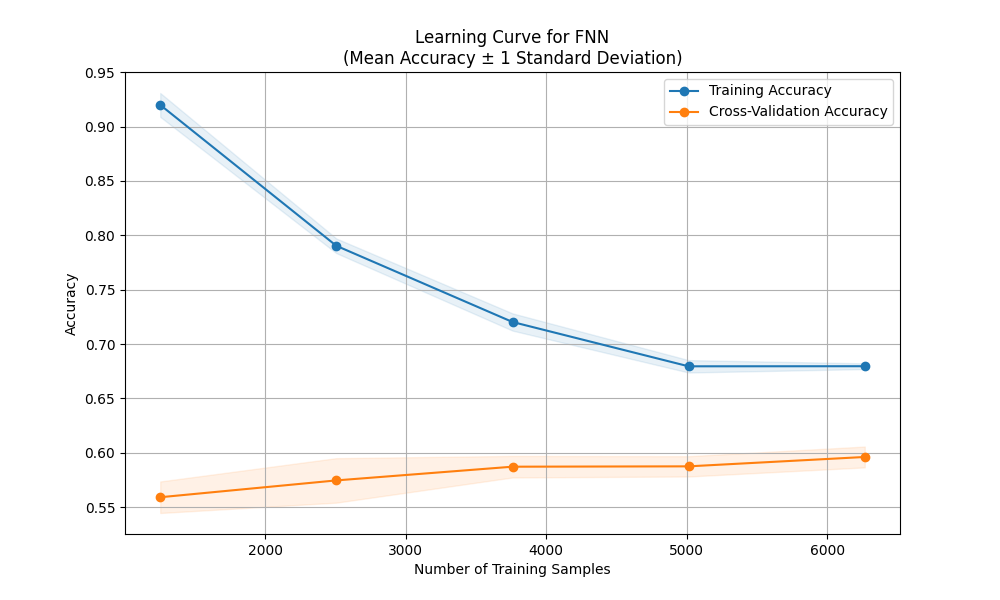 Learning Curve for FNN
(Mean Accuracy ± 1 Standard Deviation)
Training Accuracy
Cross-Validation Accuracy
Accuracy
0.95
0.90
0.85
0.80
0.75
0.70
0.65
0.60
0.55
2000 3000 4000 5000 6000
Number of Training Samples